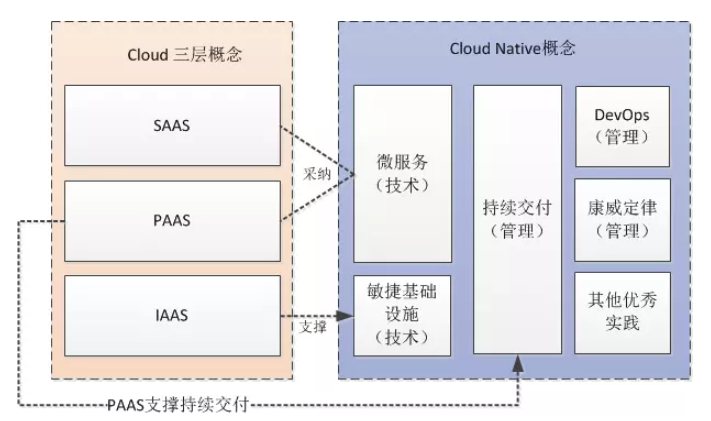 Cloud 三层概念
SAAS
PAAS
IAAS
采纳
支撑
Cloud Native概念
微服务
（技术）
敏捷基础
设施
（技术）
持续交付
（管理）
DevOps
（管理）
康威定律
（管理）
其他优秀
实践
PAAS支撑持续交付